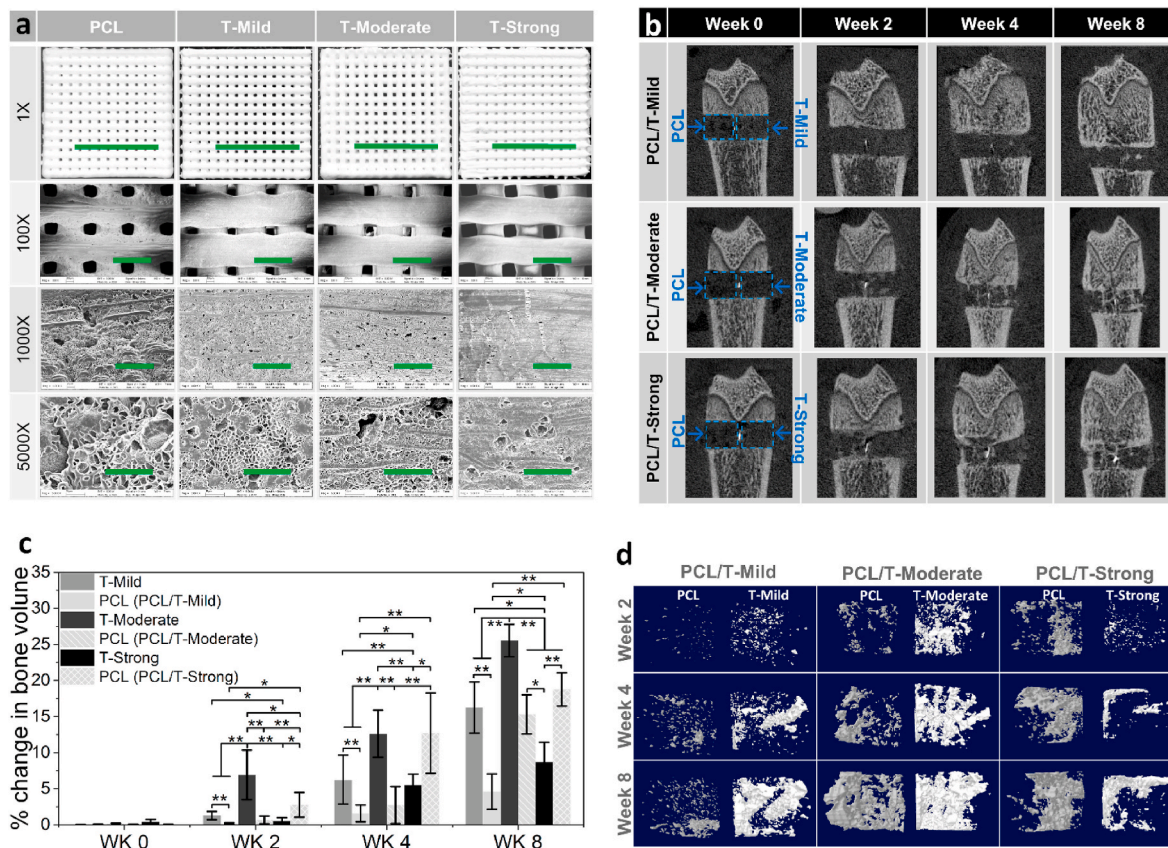 a
PCL T-Mild T-Moderate T-Strong
1X
100X
1000X
5000X
b
Week 0 Week 2 Week 4 Week 8
PCL/T-Mild
PCL
T-Mild
PCL/T-Moderate
PCL
T-Moderate
PCL/T-Strong
PCL
T-Strong
c
% change in bone volume
35
30
25
20
15
10
5
0
T-Mild
PCL (PCL/T-Mild)
T-Moderate
PCL (PCL/T-Moderate)
T-Strong
PCL (PCL/T-Strong)
**
*
*
*
** **
** ** *
**
**
*
**
** *
** ** **
**
**
*
** **
**
**
*
WK 0 WK 2 WK 4 WK 8
d
PCL/T-Mild PCL/T-Moderate PCL/T-Strong
PCL T-Mild PCL T-Moderate PCL T-Strong
Week 2
Week 4
Week 8